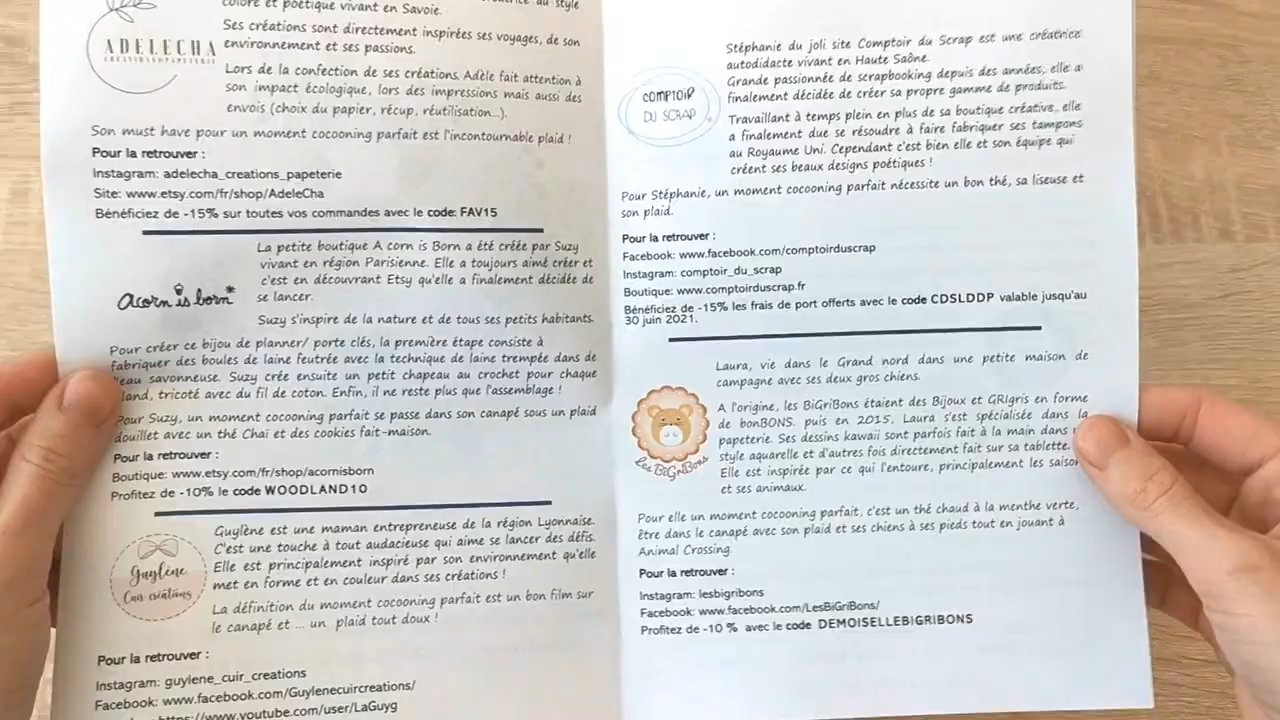 coloré et poétique vivant en Savoie.
ADELECHA
CREATIONS&PAPETERIE
Ses créations sont directement inspirées ses voyages, de son
environnement et ses passions.
Lors de la confection de ses créations. Adèle fait attention à
son impact écologique, lors des impressions mais aussi des
envois (choix du papier, récup, réutilisation...).
Son must have pour un moment cocooning parfait est l'incontournable plaid !
Pour la retrouver :
Instagram: adelecha_creations_papeterie
Site: www.etsy.com/fr/shop/AdeleCha
Bénéficiez de -15% sur toutes vos commandes avec le code: FAV15
La petite boutique A corn is Born a été créée par Suzy
vivant en région Parisienne. Elle a toujours aimé créer et
c'est en découvrant Etsy qu'elle a finalement décidée de
se lancer.
acorn is born*
Suzy s'inspire de la nature et de tous ses petits habitants.
Pour créer ce bijou de planner/ porte clés, la première étape consiste à
fabriquer des boules de laine feutrée avec la technique de laine trempée dans de
l'eau savonneuse. Suzy crée ensuite un petit chapeau au crochet pour chaque
land, tricoté avec du fil de coton. Enfin, il ne reste plus que l'assemblage !
Pour Suzy, un moment cocooning parfait se passe dans son canapé sous un plaid
douillet avec un thé Chaï et des cookies fait-maison.
Pour la retrouver :
Boutique: www.etsy.com/fr/shop/acornisborn
Profitez de -10% le code WOODLAND10
Guylène est une maman entrepreneuse de la région Lyonnaise.
C'est une touche à tout audacieuse qui aime se lancer des défis.
Elle est principalement inspiré par son environnement qu'elle
met en forme et en couleur dans ses créations !
Guylène
Cuir créations
La définition du moment cocooning parfait est un bon film sur
le canapé et ... un plaid tout doux !
Pour la retrouver :
Instagram: guylene_cuir_creations
Facebook: www.facebook.com/Guylenecuircreations/
https://www.youtube.com/user/LaGuyg
Stéphanie du joli site Comptoir du Scrap est une créatrice
autodidacte vivant en Haute Saône.
Grande passionnée de scrapbooking depuis des années, elle a
finalement décidée de créer sa propre gamme de produits.
COMPTOIR
DU SCRAP
Travaillant à temps plein en plus de sa boutique créative, elle
a finalement due se résoudre à faire fabriquer ses tampons
au Royaume Uni. Cependant c'est bien elle et son équipe qui
créent ses beaux designs poétiques !
Pour Stéphanie, un moment cocooning parfait nécessite un bon thé, sa liseuse et
son plaid.
Pour la retrouver :
Facebook: www.facebook.com/comptoirduscrap
Instagram: comptoir_du_scrap
Boutique: www.comptoirduscrap.fr
Bénéficiez de -15% les frais de port offerts avec le code CDSLDDP valable jusqu'au
30 juin 2021.
Laura, vie dans le Grand nord dans une petite maison de
campagne avec ses deux gros chiens.
A l'origine, les BiGriBons étaient des Bijoux et GRIgris en forme
de bonBONS. puis en 2015, Laura s'est spécialisée dans la
papeterie. Ses dessins kawaii sont parfois fait à la main dans
style aquarelle et d'autres fois directement fait sur sa tablette.
Elle est inspirée par ce qui l'entoure, principalement les saison
et ses animaux.
les BiGriBons
Pour elle un moment cocooning parfait, c'est un thé chaud à la menthe verte,
être dans le canapé avec son plaid et ses chiens à ses pieds tout en jouant à
Animal Crossing.
Pour la retrouver :
Instagram: lesbigribons
Facebook: www.facebook.com/LesBiGriBons/
Profitez de -10 % avec le code DEMOISELLEBIGRIBONS